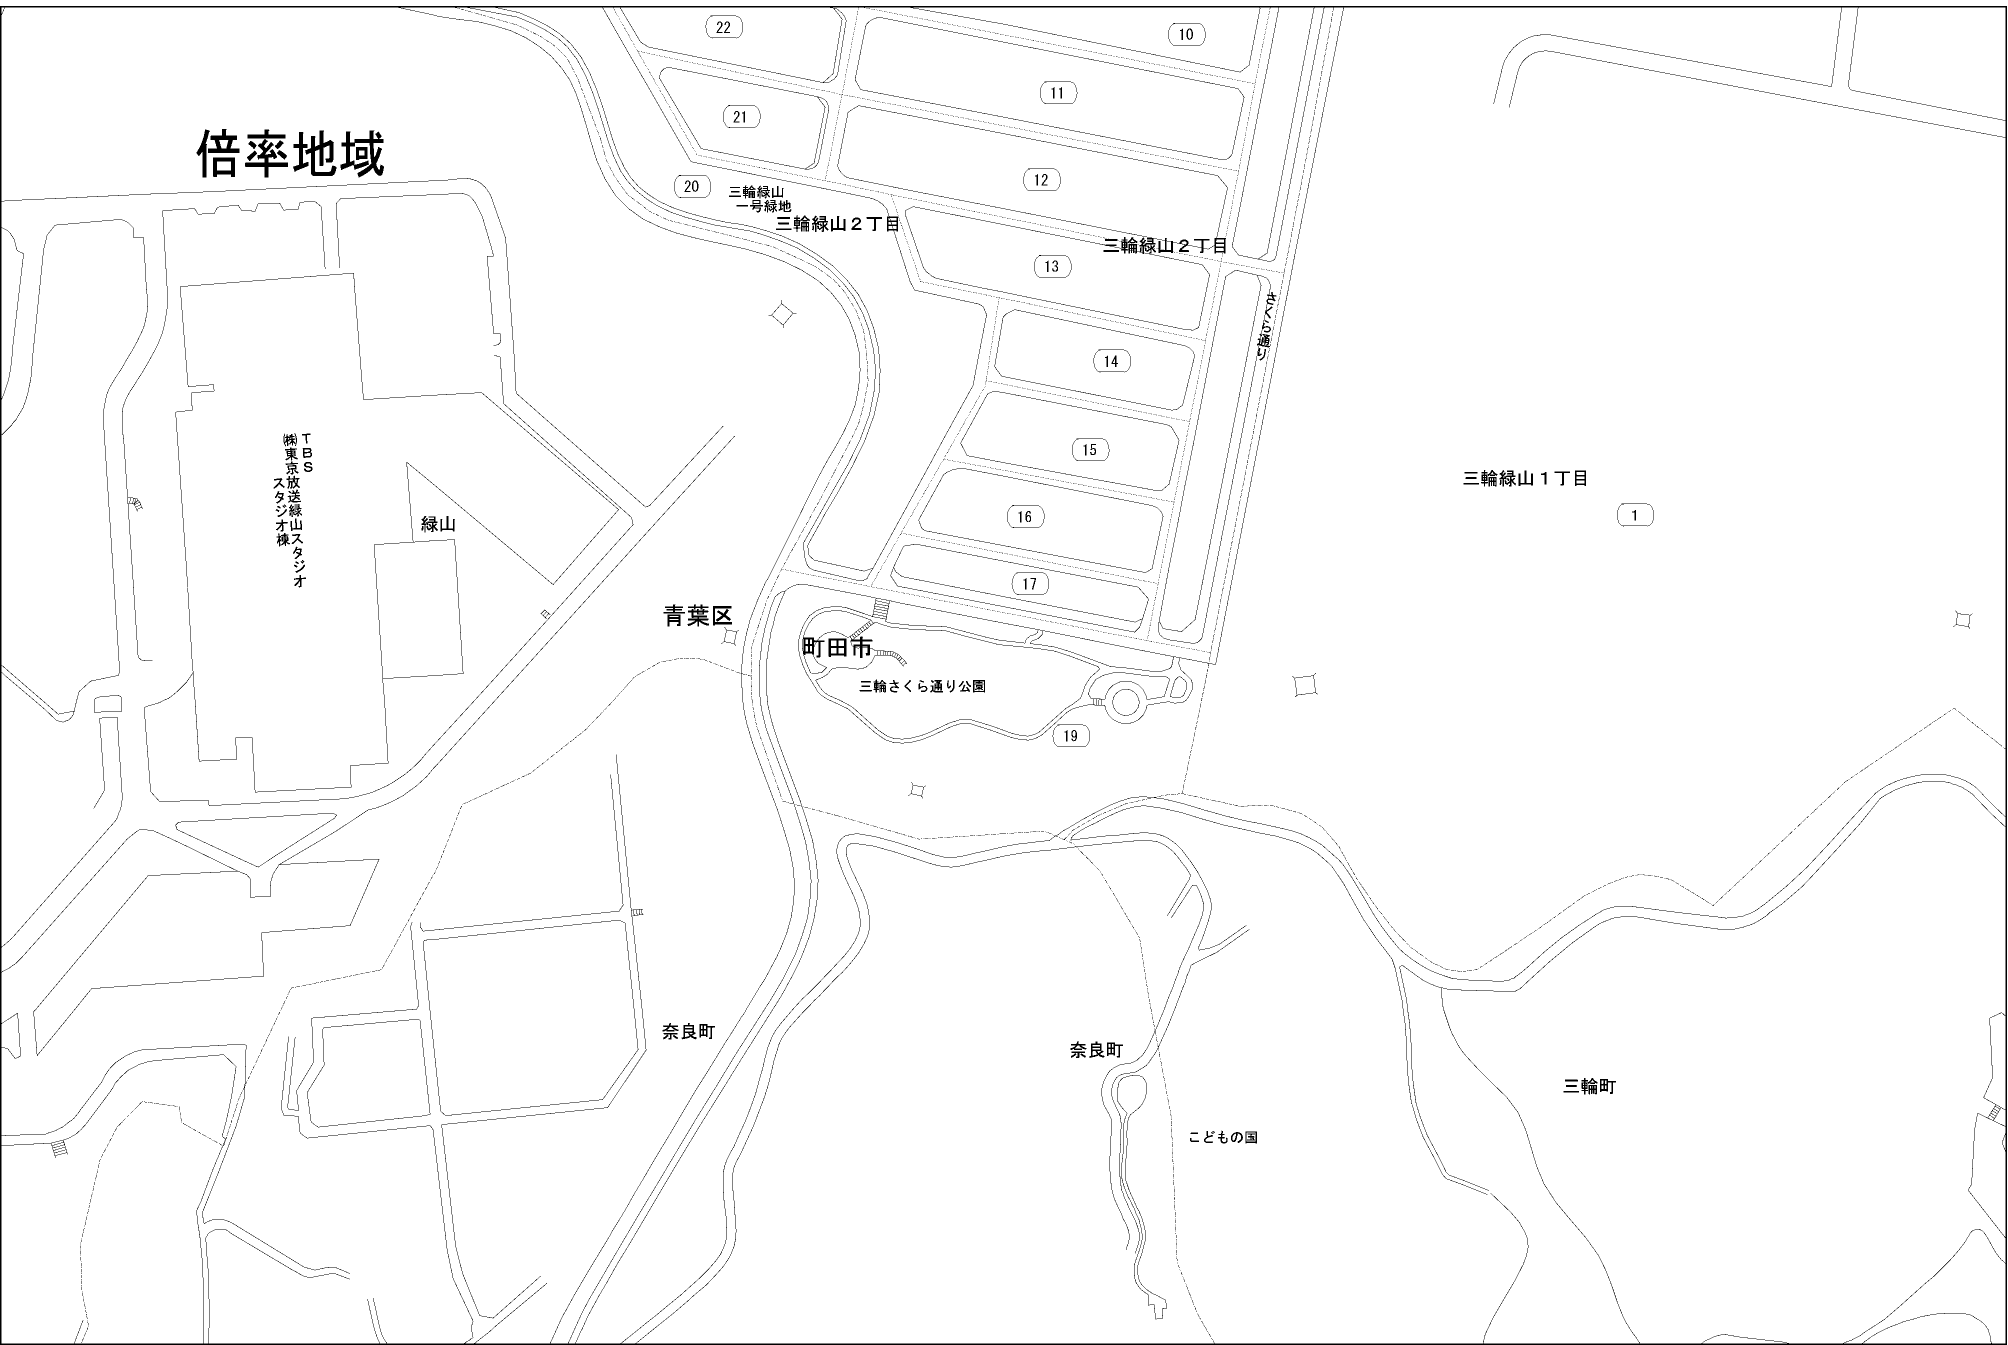 22
10
11
21
倍率地域
12
20
三輪緑山
一号緑地
三輪緑山２丁目
三輪緑山２丁目
13
さくら通り
14
ＴＢＳ
㈱東京放送緑山スタジオ
スタジオ棟
15
三輪緑山１丁目
1
16
緑山
17
青葉区
町田市
三輪さくら通り公園
19
奈良町
奈良町
三輪町
こどもの国